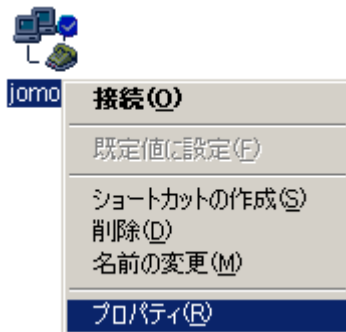 jomo
接続(O)
既定値に設定(F)
ショートカットの作成(S)
削除(D)
名前の変更(M)
プロパティ(R)